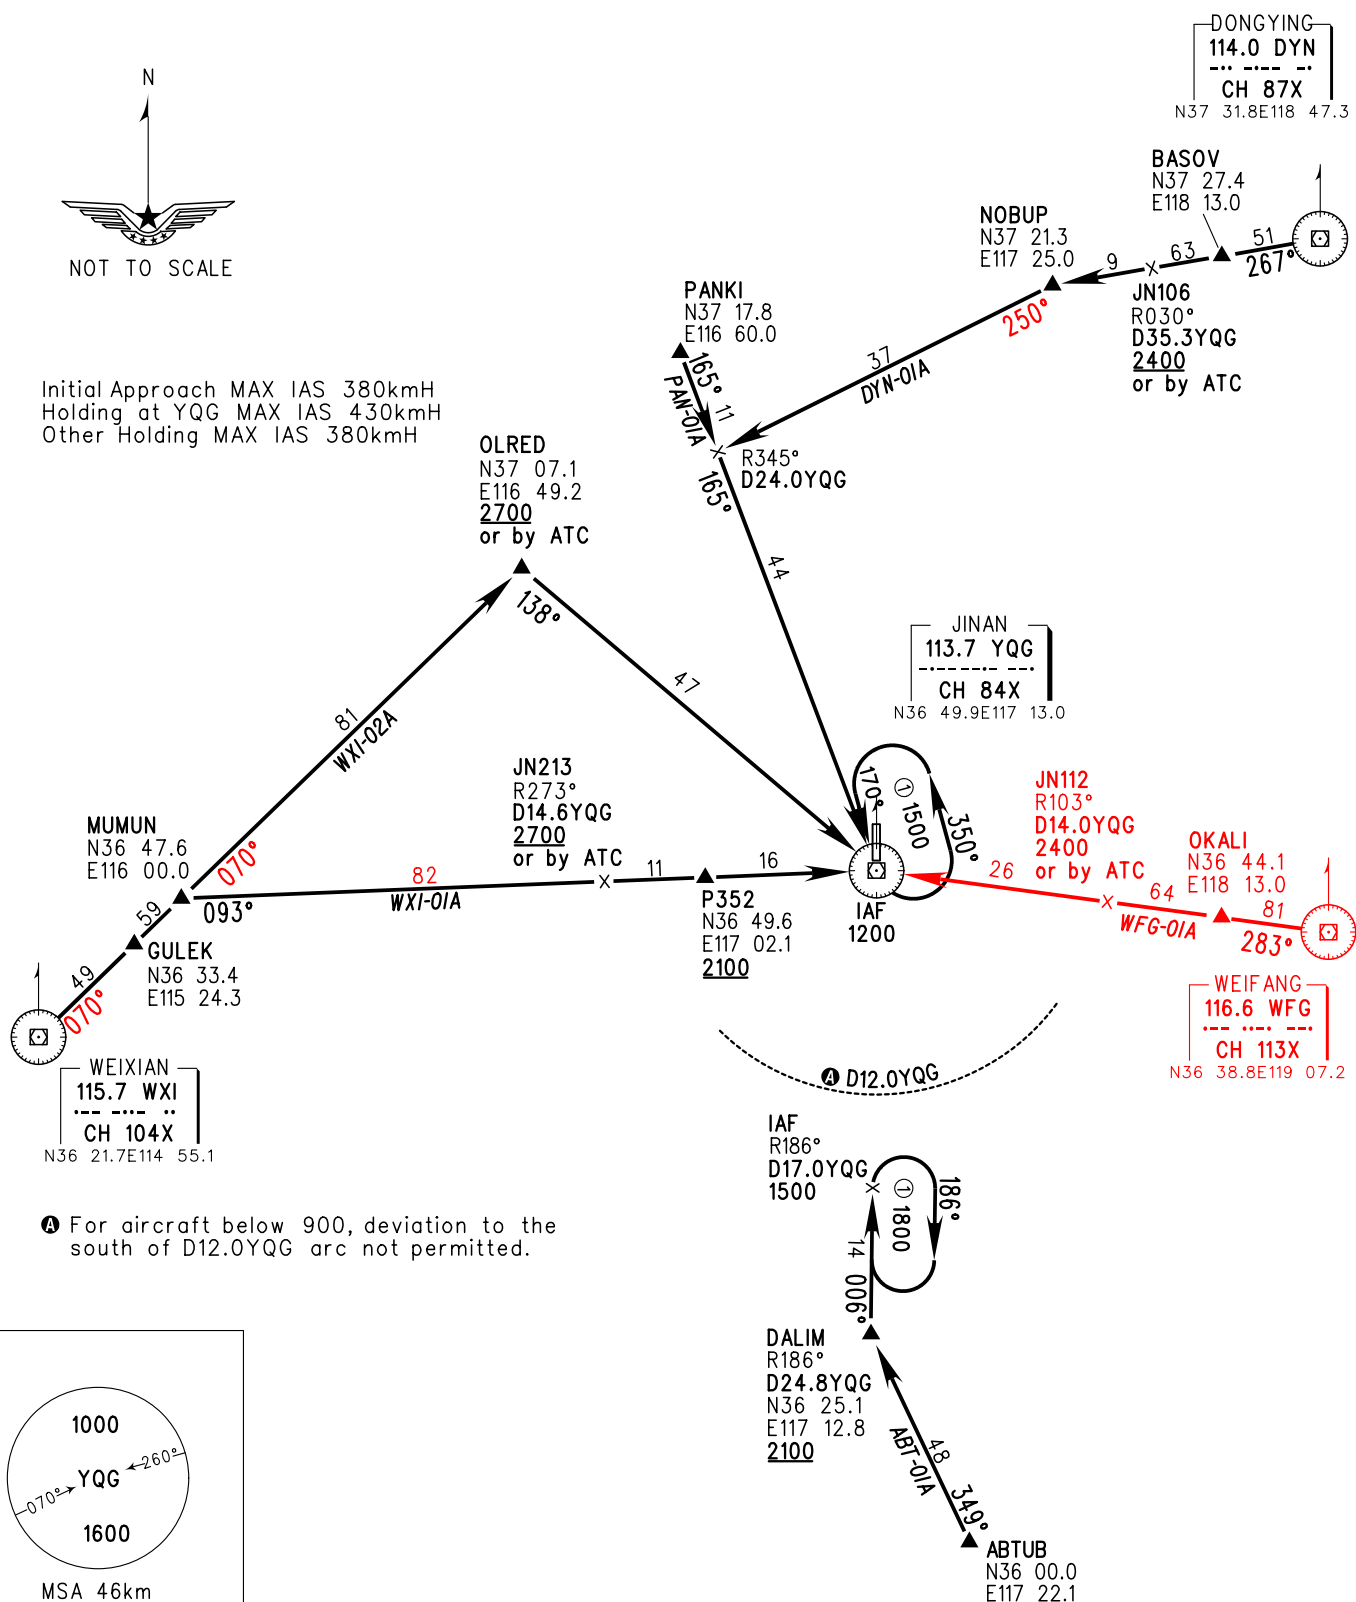 DONGYING
114.0 DYN
CH 87X
N37 31.8E118 47.3
N
NOT TO SCALE
BASOV
N37 27.4
E118 13.0
NOBUP
N37 21.3
E117 25.0
51
267°
63
9
JN106
R030°
D35.3YQG
2400
or by ATC
250°
37
DYN-01A
PANKI
N37 17.8
E116 60.0
165°
11
PAN-01A
R345°
D24.0YQG
165°
44
Initial Approach MAX IAS 380kmH
Holding at YQG MAX IAS 430kmH
Other Holding MAX IAS 380kmH
OLRED
N37 07.1
E116 49.2
2700
or by ATC
138°
47
81
WXI-02A
JINAN
113.7 YQG
CH 84X
N36 49.9E117 13.0
170°
① 1500
350°
IAF
1200
JN213
R273°
D14.6YQG
2700
or by ATC
MUMUN
N36 47.6
E116 00.0
070°
093°
82
WXI-01A
11
16
P352
N36 49.6
E117 02.1
2100
JN112
R103°
D14.0YQG
2400
or by ATC
OKALI
N36 44.1
E118 13.0
26
64
81
WFG-01A
283°
WEIFANG
116.6 WFG
CH 113X
N36 38.8E119 07.2
59
GULEK
N36 33.4
E115 24.3
49
070°
WEIXIAN
115.7 WXI
CH 104X
N36 21.7E114 55.1
A D12.0YQG
IAF
R186°
D17.0YQG
1500
① 1800
186°
14
006°
A For aircraft below 900, deviation to the
south of D12.0YQG arc not permitted.
DALIM
R186°
D24.8YQG
N36 25.1
E117 12.8
2100
48
ABT-01A
349°
ABTUB
N36 00.0
E117 22.1
1000
260°
YQG
070°
1600
MSA 46km